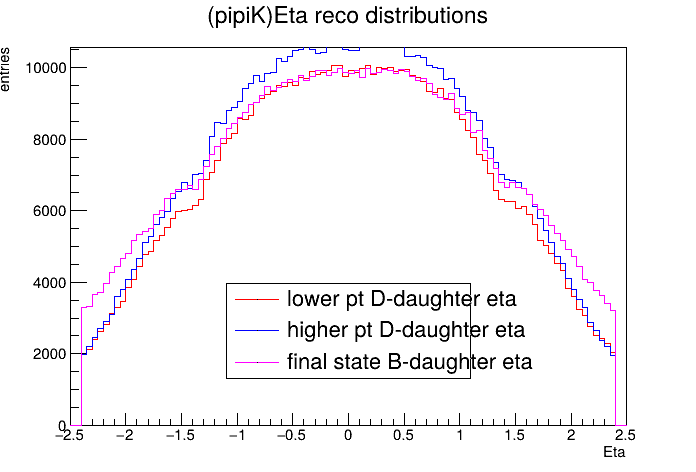 (pipiK)Eta reco distributions
entries
10000
8000
6000
4000
2000
0
lower pt D-daughter eta
higher pt D-daughter eta
final state B-daughter eta
−2.5 −2 −1.5 −1 −0.5 0 0.5 1 1.5 2 2.5
Eta